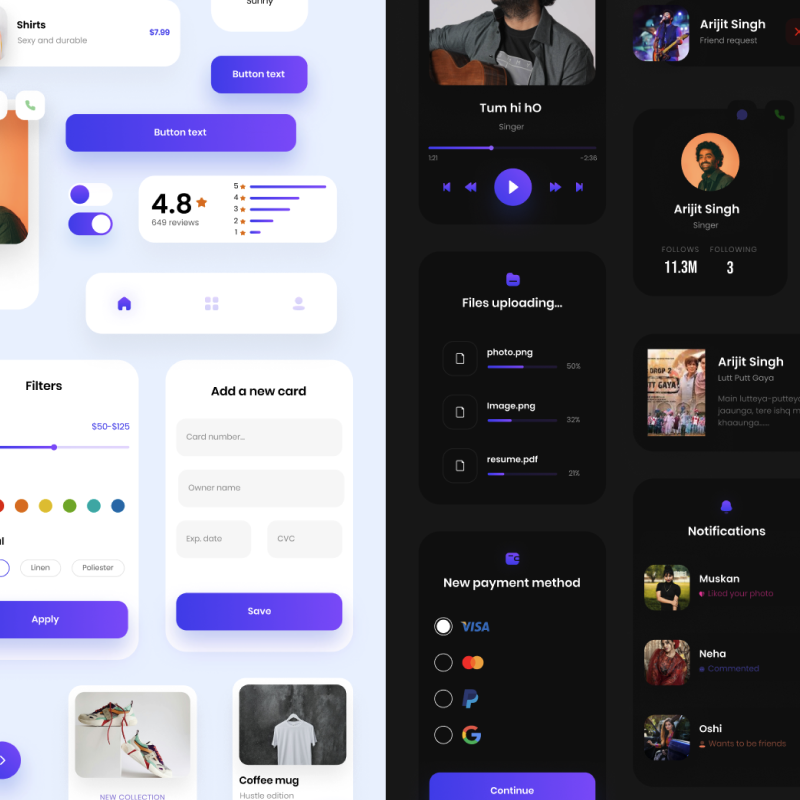 Shirts
Sexy and durable
$7.99
Sunny
Button text
Button text
4.8
649 reviews
5
4
3
2
1
Filters
$50-$125
Linen
Poliester
Apply
Add a new card
Card number...
Owner name
Exp. date
CVC
Save
NEW COLLECTION
Coffee mug
Hustle edition
Tum hi hO
Singer
1:21
-2:36
Files uploading...
photo.png
50%
Image.png
32%
resume.pdf
21%
New payment method
VISA
Continue
Arijit Singh
Friend request
Arijit Singh
Singer
FOLLOWS
FOLLOWING
11.3M
3
DROP 2
TT GAYA
Arijit Singh
Lutt Putt Gaya
Main lutteya-putteya
jaaunga, tere ishq m
khoaunga......
Notifications
Muskan
Liked your photo
Neha
Commented
Oshi
Wants to be friends